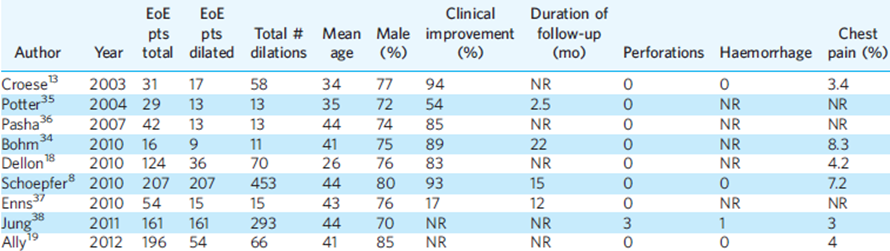 EoE EoE Clinical Duration of
pts pts Total # Mean Male improvement follow-up Chest
Author Year total dilated dilations age (%) (%) (mo) Perforations Haemorrhage pain (%)
Croese¹³ 2003 31 17 58 34 77 94 NR 0 0 3.4
Potter³⁵ 2004 29 13 13 35 72 54 2.5 0 NR NR
Pasha³⁶ 2007 42 13 13 44 74 85 NR 0 NR NR
Bohm³⁴ 2010 16 9 11 41 75 89 22 0 NR 8.3
Dellon¹⁸ 2010 124 36 70 26 76 83 NR 0 NR 4.2
Schoepfer⁸ 2010 207 207 453 44 80 93 15 0 0 7.2
Enns³⁷ 2010 54 15 15 43 76 17 12 0 NR NR
Jung³⁸ 2011 161 161 293 44 70 NR NR 3 1 3
Ally¹⁹ 2012 196 54 66 41 85 NR NR 0 0 4